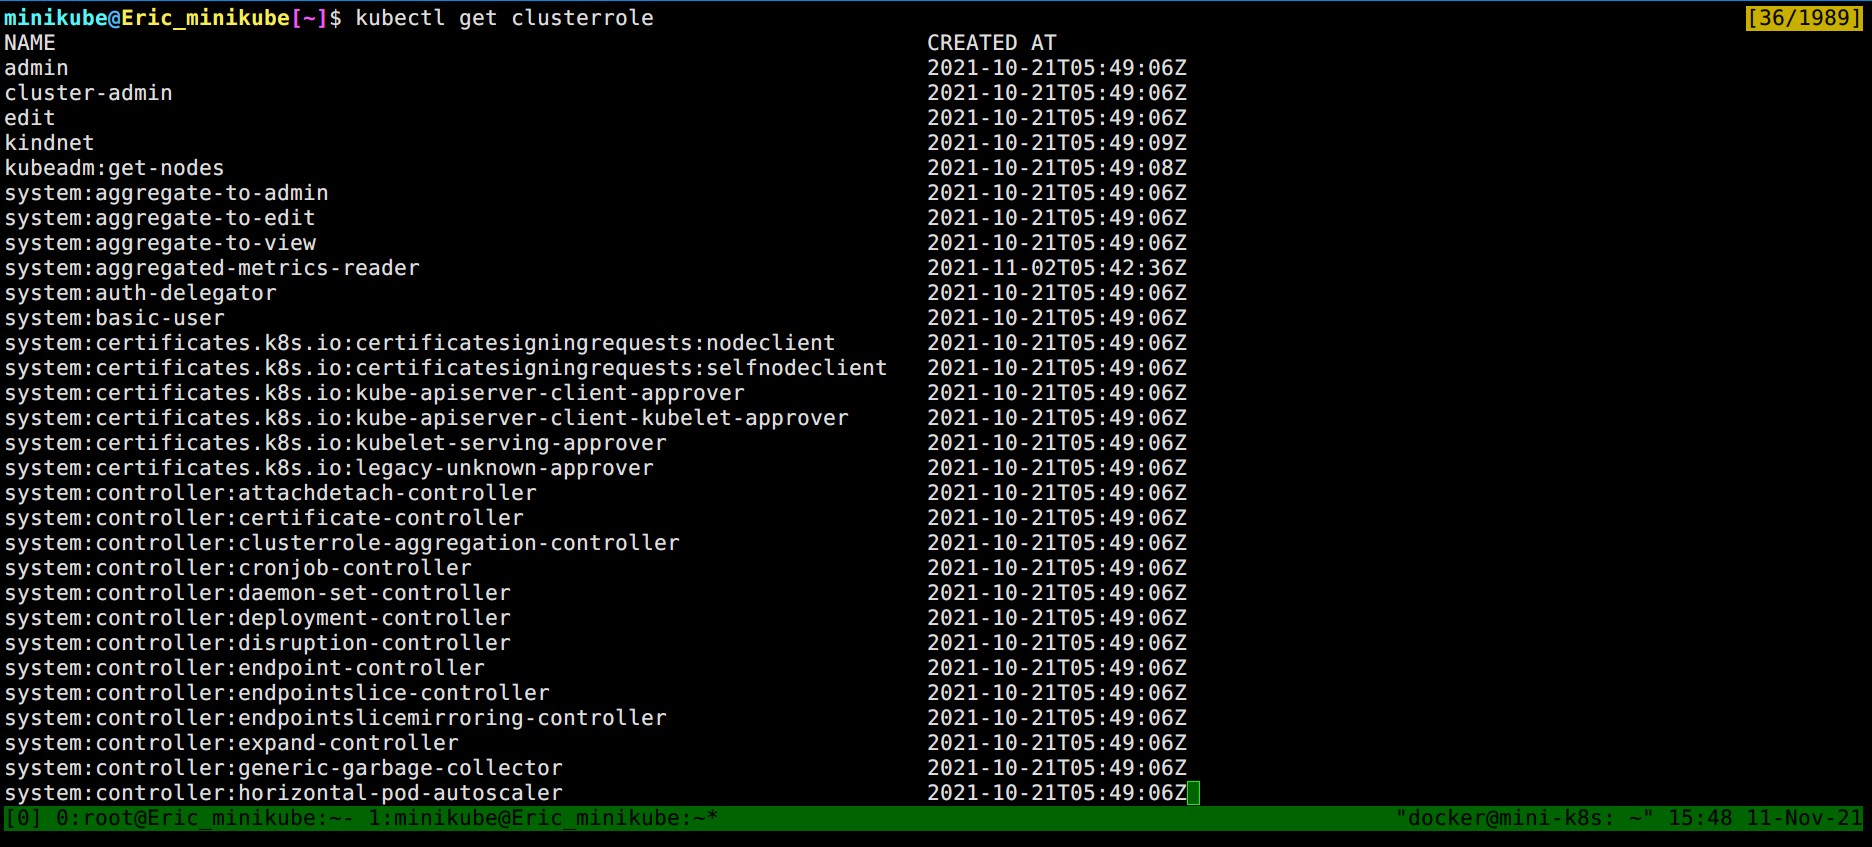 minikube@Eric_minikube[~]$ kubectl get clusterrole [36/1989]
NAME CREATED AT
admin 2021-10-21T05:49:06Z
cluster-admin 2021-10-21T05:49:06Z
edit 2021-10-21T05:49:06Z
kindnet 2021-10-21T05:49:09Z
kubeadm:get-nodes 2021-10-21T05:49:08Z
system:aggregate-to-admin 2021-10-21T05:49:06Z
system:aggregate-to-edit 2021-10-21T05:49:06Z
system:aggregate-to-view 2021-10-21T05:49:06Z
system:aggregated-metrics-reader 2021-11-02T05:42:36Z
system:auth-delegator 2021-10-21T05:49:06Z
system:basic-user 2021-10-21T05:49:06Z
system:certificates.k8s.io:certificatesigningrequests:nodeclient 2021-10-21T05:49:06Z
system:certificates.k8s.io:certificatesigningrequests:selfnodeclient 2021-10-21T05:49:06Z
system:certificates.k8s.io:kube-apiserver-client-approver 2021-10-21T05:49:06Z
system:certificates.k8s.io:kube-apiserver-client-kubelet-approver 2021-10-21T05:49:06Z
system:certificates.k8s.io:kubelet-serving-approver 2021-10-21T05:49:06Z
system:certificates.k8s.io:legacy-unknown-approver 2021-10-21T05:49:06Z
system:controller:attachdetach-controller 2021-10-21T05:49:06Z
system:controller:certificate-controller 2021-10-21T05:49:06Z
system:controller:clusterrole-aggregation-controller 2021-10-21T05:49:06Z
system:controller:cronjob-controller 2021-10-21T05:49:06Z
system:controller:daemon-set-controller 2021-10-21T05:49:06Z
system:controller:deployment-controller 2021-10-21T05:49:06Z
system:controller:disruption-controller 2021-10-21T05:49:06Z
system:controller:endpoint-controller 2021-10-21T05:49:06Z
system:controller:endpointslice-controller 2021-10-21T05:49:06Z
system:controller:endpointslicemirroring-controller 2021-10-21T05:49:06Z
system:controller:expand-controller 2021-10-21T05:49:06Z
system:controller:generic-garbage-collector 2021-10-21T05:49:06Z
system:controller:horizontal-pod-autoscaler 2021-10-21T05:49:06Z
[0] 0:root@Eric_minikube:~- 1:minikube@Eric_minikube:~* "docker@mini-k8s: ~" 15:48 11-Nov-21